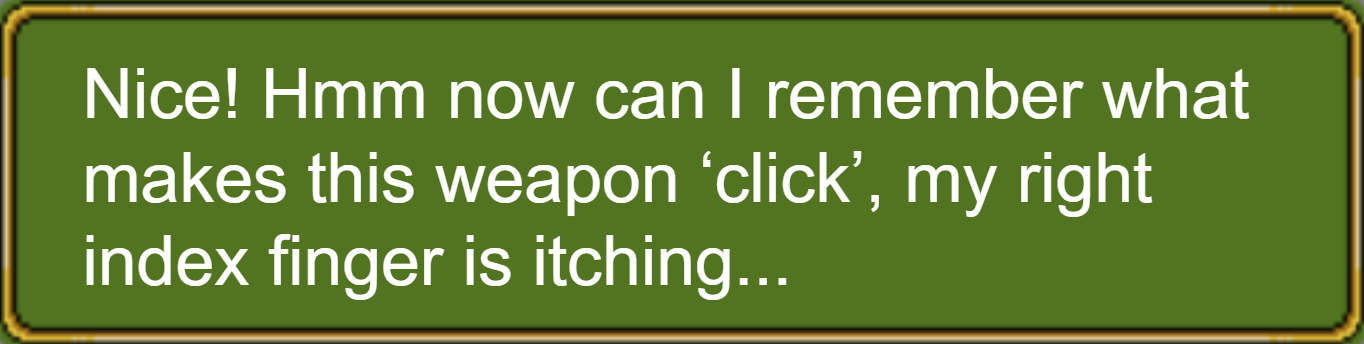 Nice! Hmm now can I remember what
makes this weapon ‘click’, my right
index finger is itching...